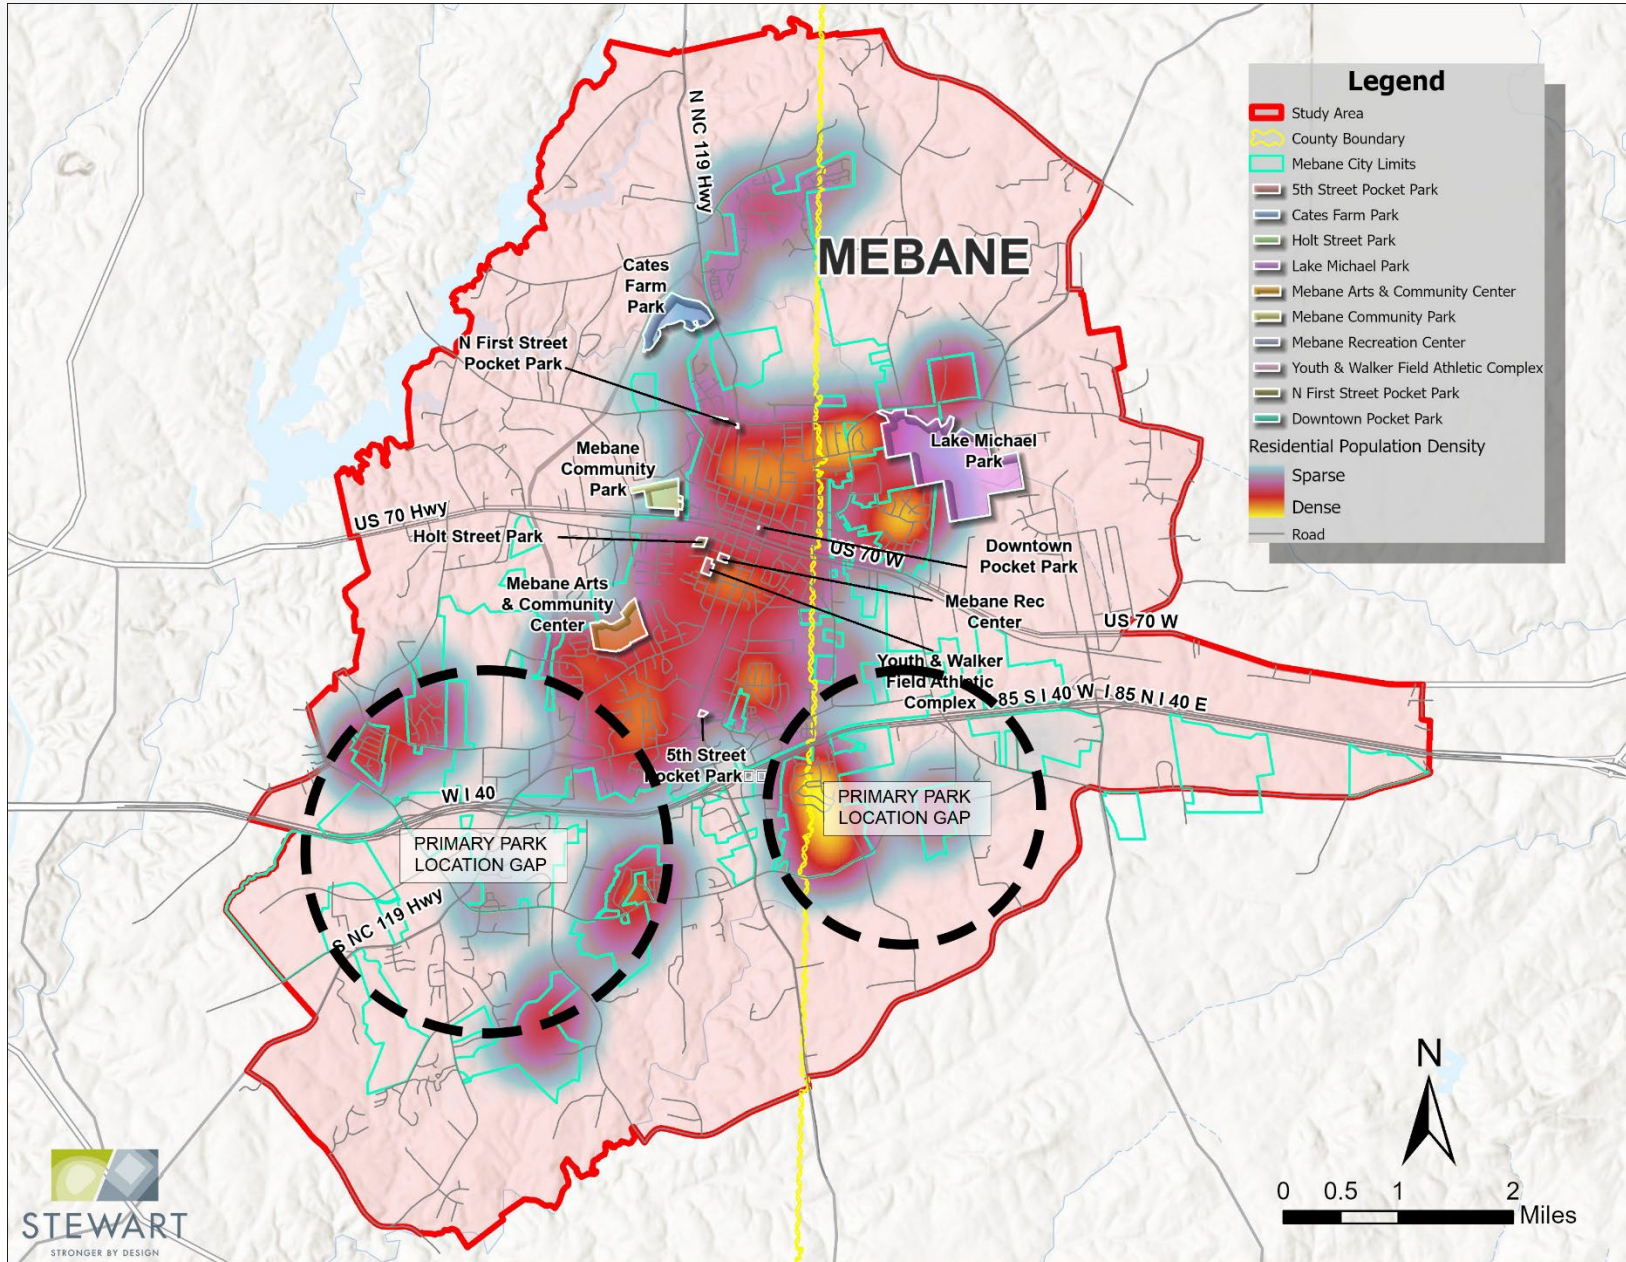 Legend
Study Area
County Boundary
Mebane City Limits
5th Street Pocket Park
Cates Farm Park
Holt Street Park
Lake Michael Park
Mebane Arts & Community Center
Mebane Community Park
Mebane Recreation Center
Youth & Walker Field Athletic Complex
N First Street Pocket Park
Downtown Pocket Park
Residential Population Density
Sparse
Dense
Road
N NC 119 Hwy
MEBANE
Cates
Farm
Park
N First Street
Pocket Park
Lake Michael
Park
Mebane
Community
Park
US 70 Hwy
Holt Street Park
US 70 W
Downtown
Pocket Park
Mebane Arts
& Community
Center
Mebane Rec
Center
US 70 W
Youth & Walker
Field Athletic
Complex
85 S I 40 W
I 85 N I 40 E
5th Street
Pocket Park
W I 40
PRIMARY PARK
LOCATION GAP
PRIMARY PARK
LOCATION GAP
S NC 119 Hwy
N
0 0.5 1 2
Miles
STEWART
STRONGER BY DESIGN